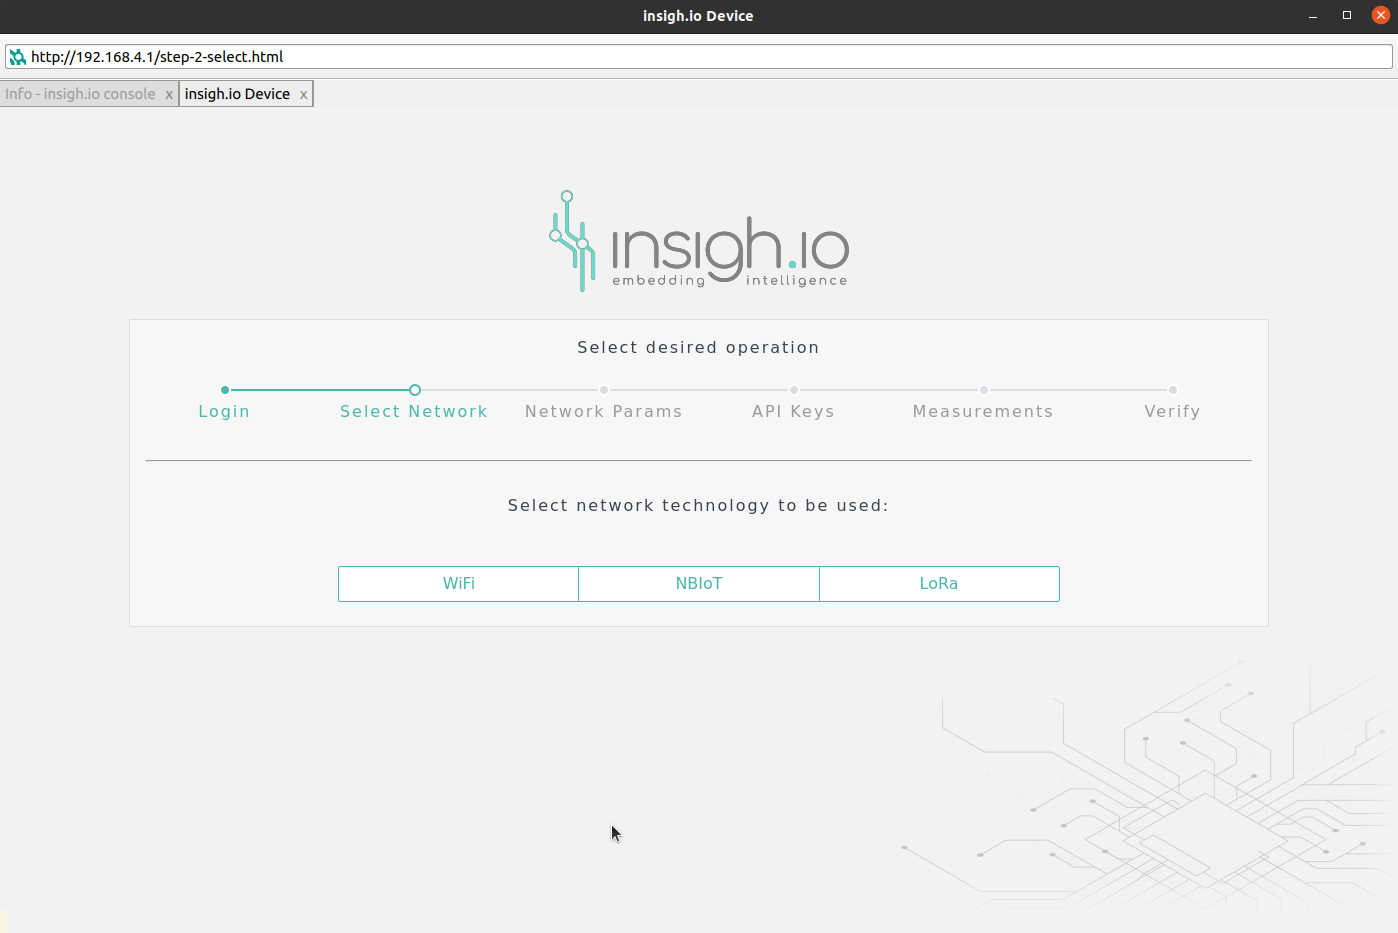 insigh.io Device
http://192.168.4.1/step-2-select.html
Info - insigh.io console x insigh.io Device x
insigh.io
embedding intelligence
Select desired operation
Login Select Network Network Params API Keys Measurements Verify
Select network technology to be used:
WiFi NBIoT LoRa